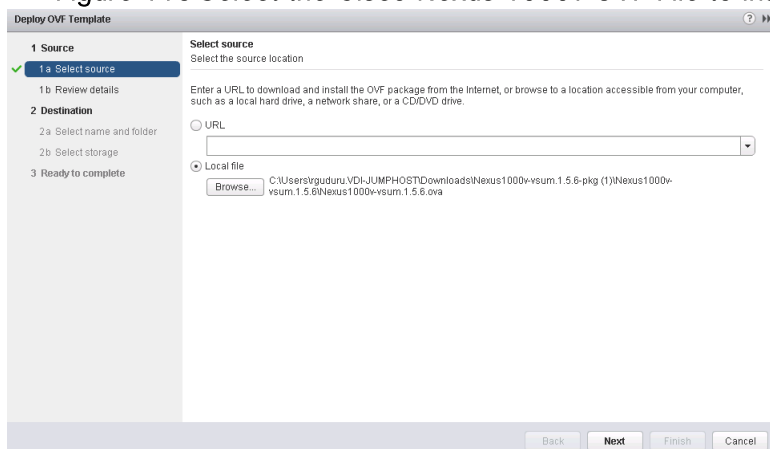 Deploy OVF Template
1 Source
1a Select source
1b Review details
2 Destination
2a Select name and folder
2b Select storage
3 Ready to complete
Select source
Select the source location
Enter a URL to download and install the OVF package from the Internet, or browse to a location accessible from your computer,
such as a local hard drive, a network share, or a CD/DVD drive.
URL
Local file
Browse...
C:\Users\rguduru.VDI-JUMPHOST\Downloads\Nexus1000v-vsum.1.5.6-pkg (1)\Nexus1000v-
vsum.1.5.6\Nexus1000v-vsum.1.5.6.ova
Back Next Finish Cancel